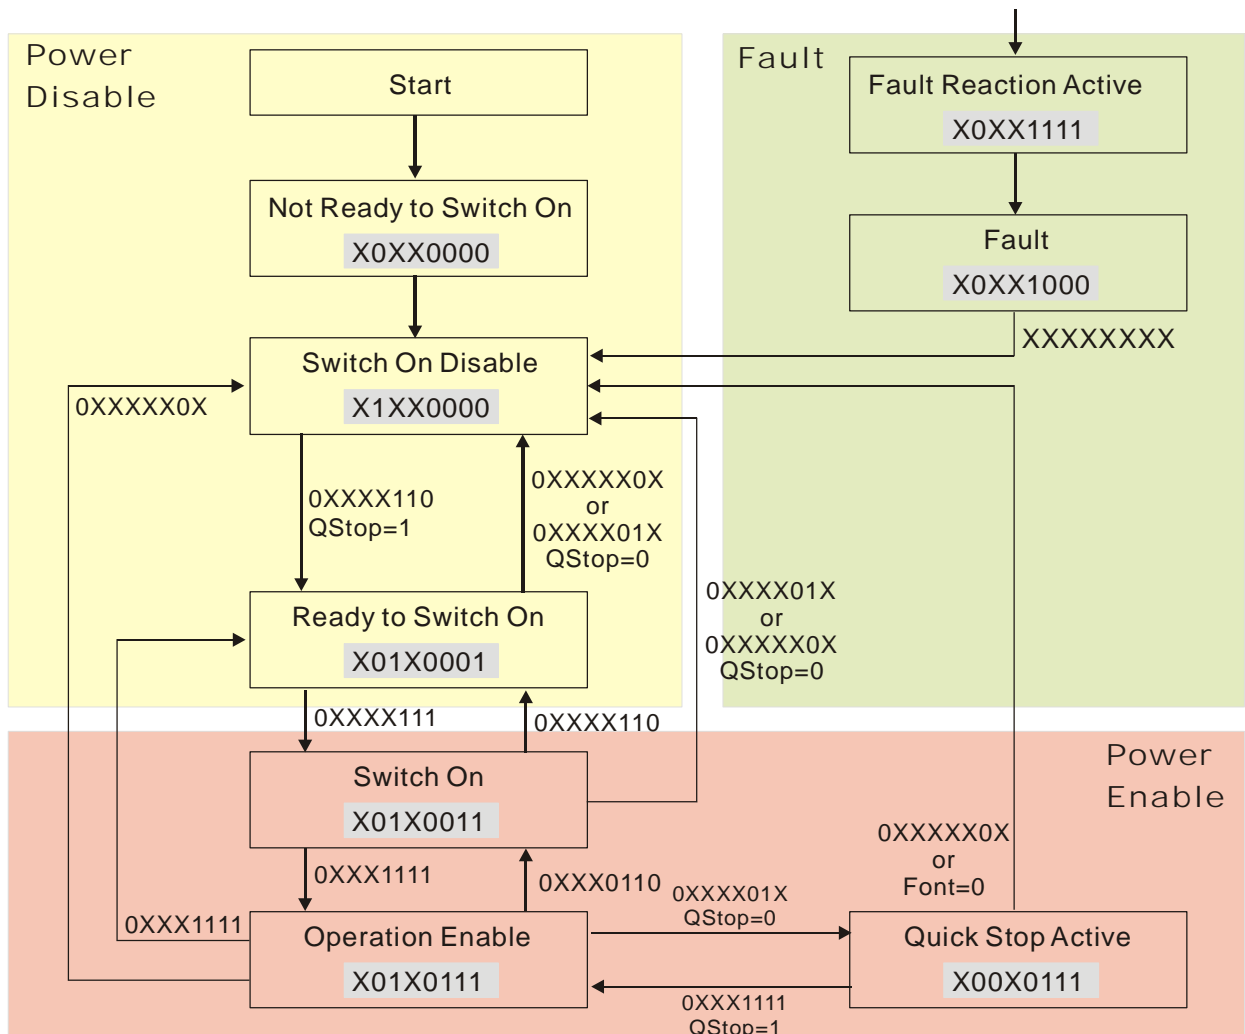 Power
Disable
Start
Not Ready to Switch On
X0XX0000
Switch On Disable
X1XX0000
0XXXXX0X
0XXXX110
QStop=1
0XXXXX0X
or
0XXXX01X
QStop=0
Ready to Switch On
X01X0001
0XXXX111
0XXXX110
Fault
Fault Reaction Active
X0XX1111
Fault
X0XX1000
XXXXXXXX
0XXXX01X
or
0XXXXX0X
QStop=0
Power
Enable
Switch On
X01X0011
0XXX1111
0XXX0110
0XXX1111
Operation Enable
X01X0111
0XXXX01X
QStop=0
0XXXXX0X
or
Font=0
Quick Stop Active
X00X0111
0XXX1111
QStop=1